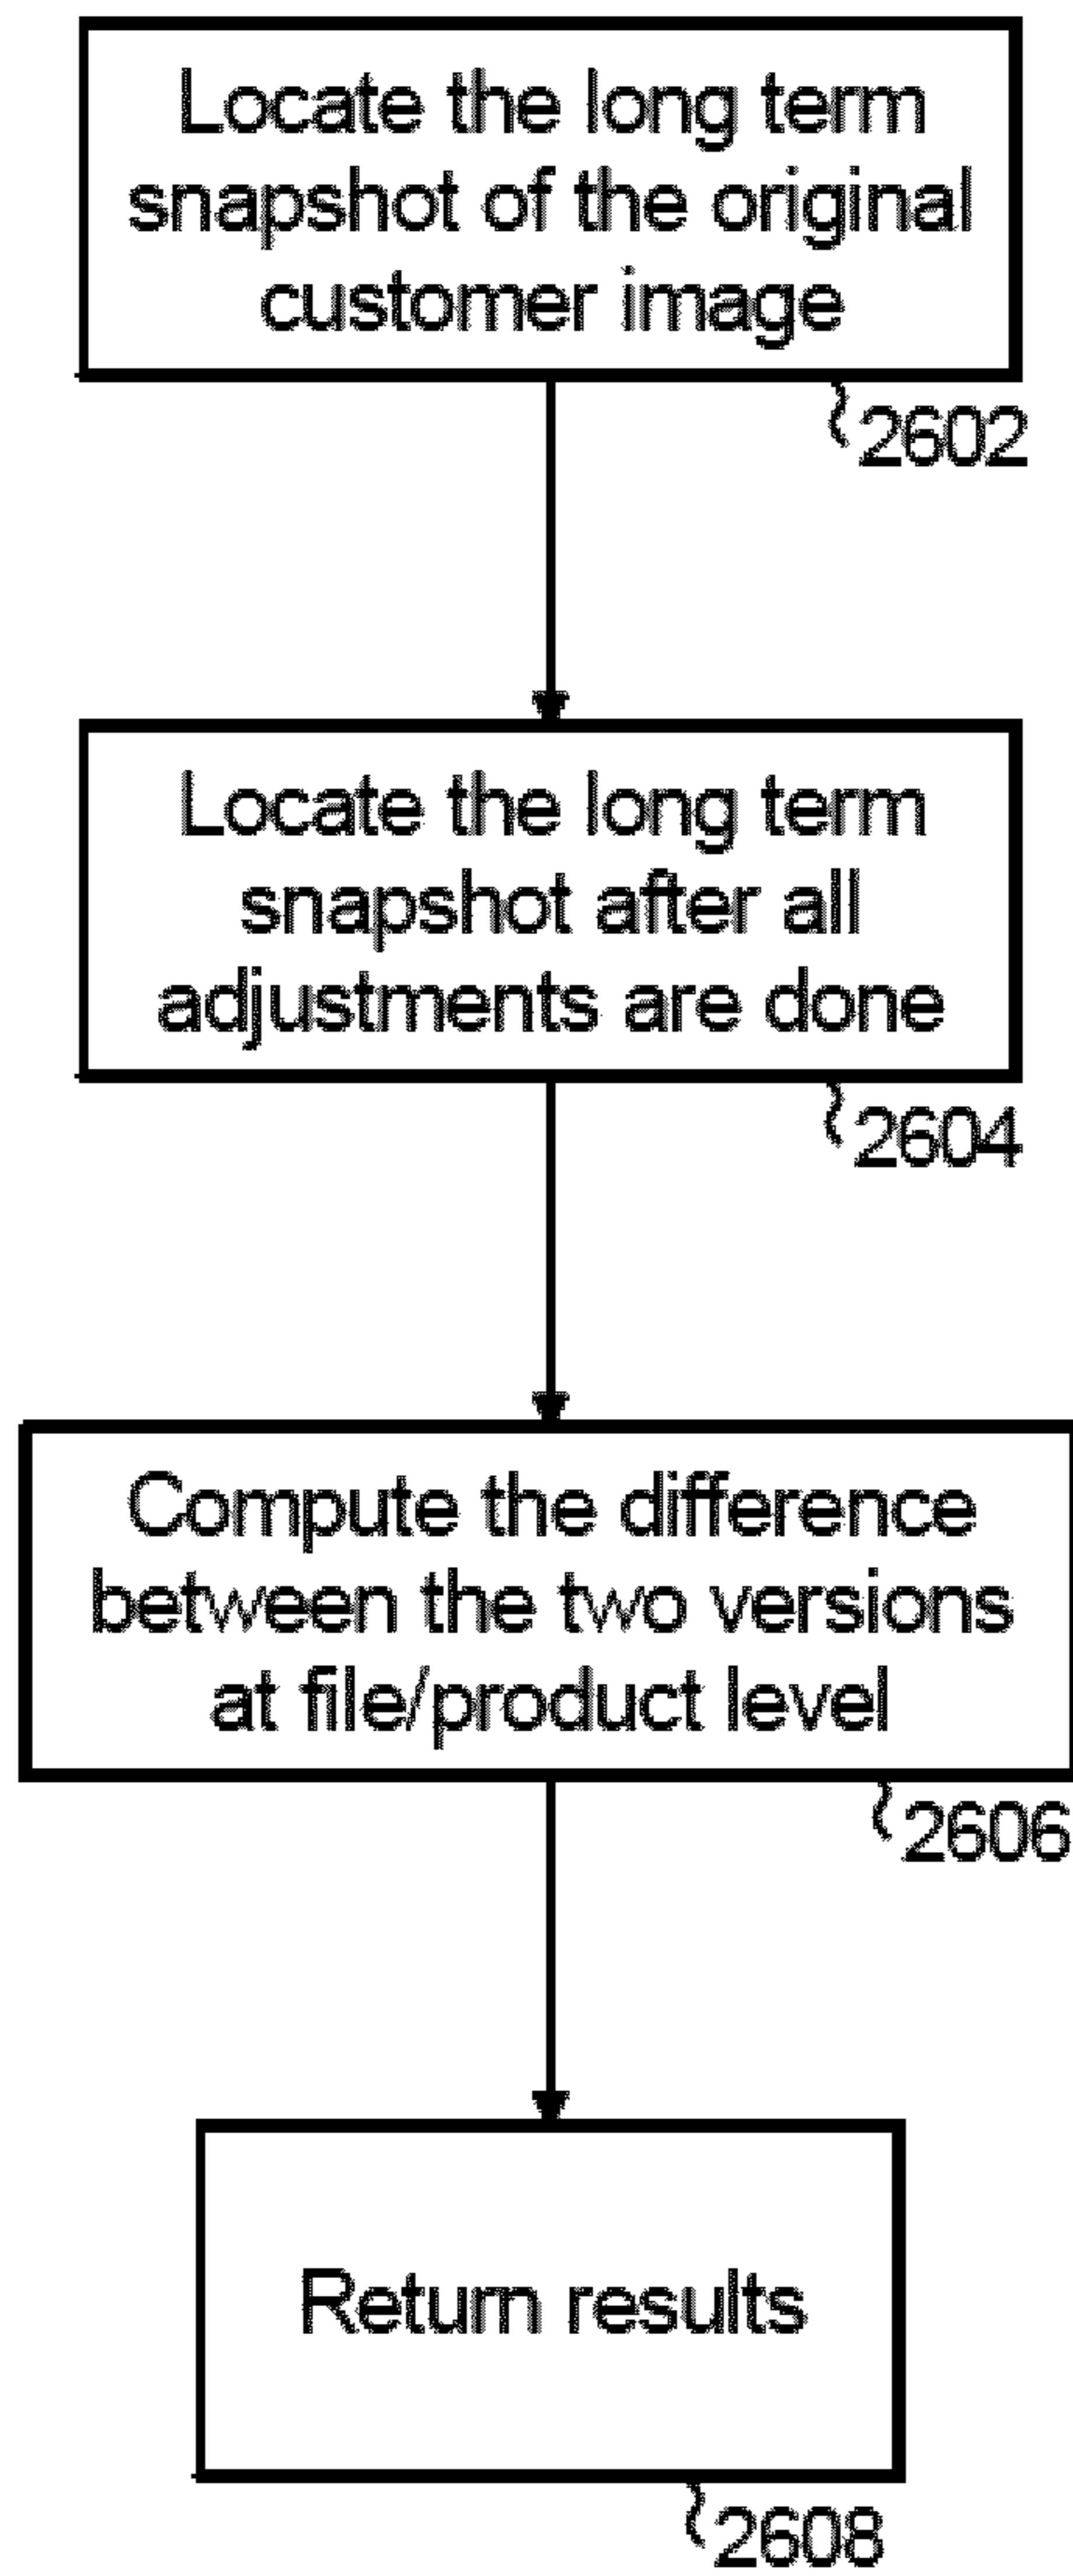 Locate the long term
snapshot of the original
customer image
2602
Locate the long term
snapshot after all
adjustments are done
2604
Compute the difference
between the two versions
at file/product level
2606
Return results
2608